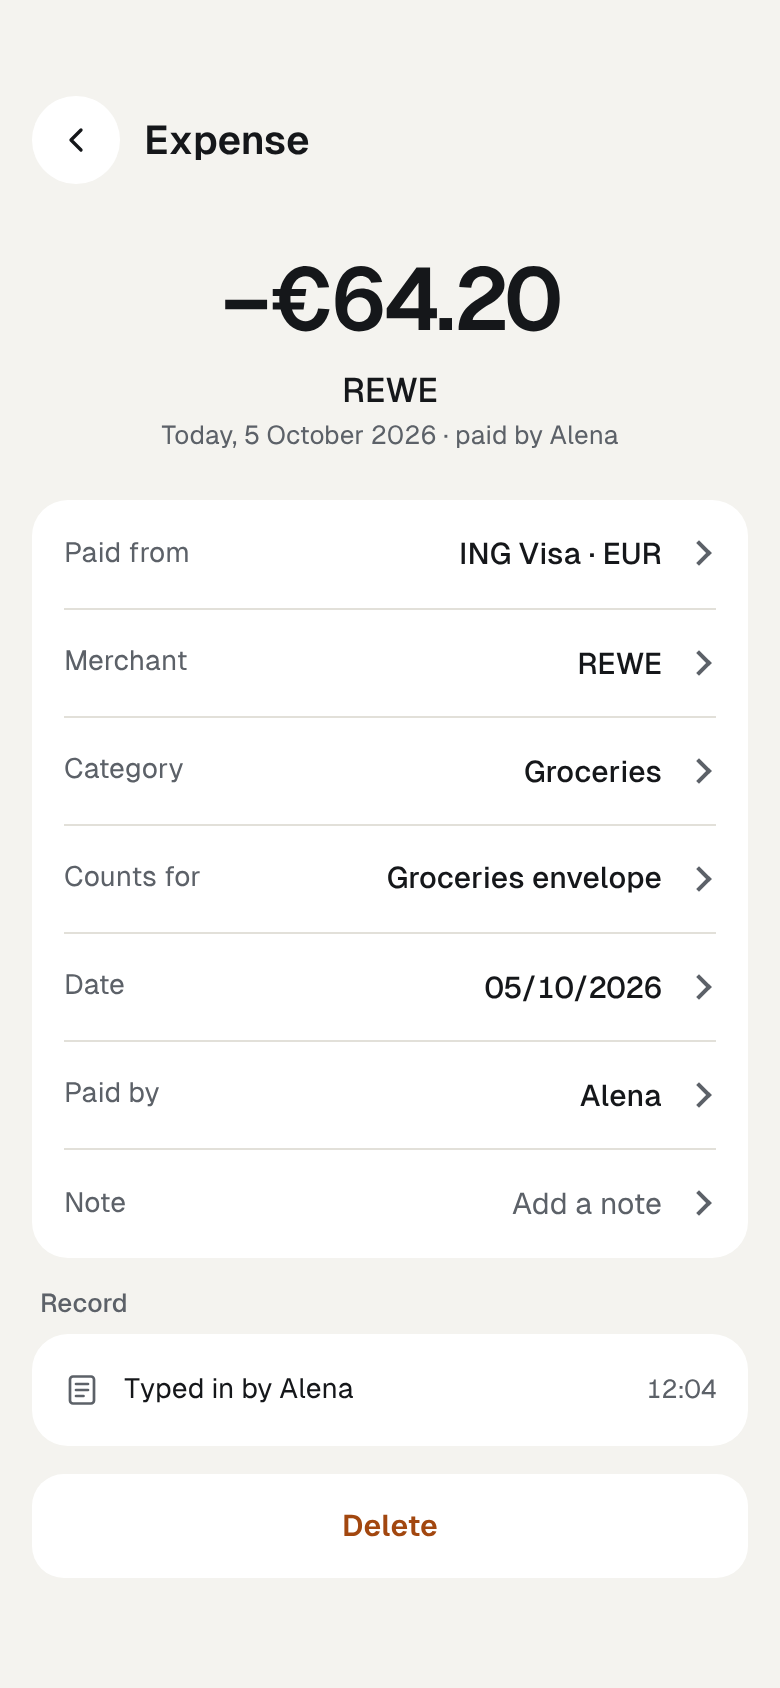 Expense
–€64.20
REWE
Today, 5 October 2026 · paid by Alena
Paid from ING Visa · EUR
Merchant REWE
Category Groceries
Counts for Groceries envelope
Date 05/10/2026
Paid by Alena
Note Add a note
Record
Typed in by Alena 12:04
Delete